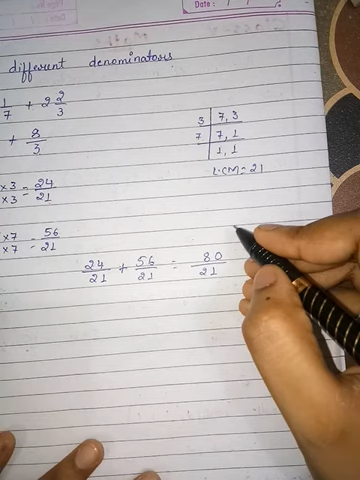 Date :
different denominators
1/7 + 2 2/3
+ 8/3
3 | 7, 3
7 | 7, 1
1, 1
L.CM = 21
×3/×3 = 24/21
×7/×7 = 56/21
24/21 + 56/21 = 80/21